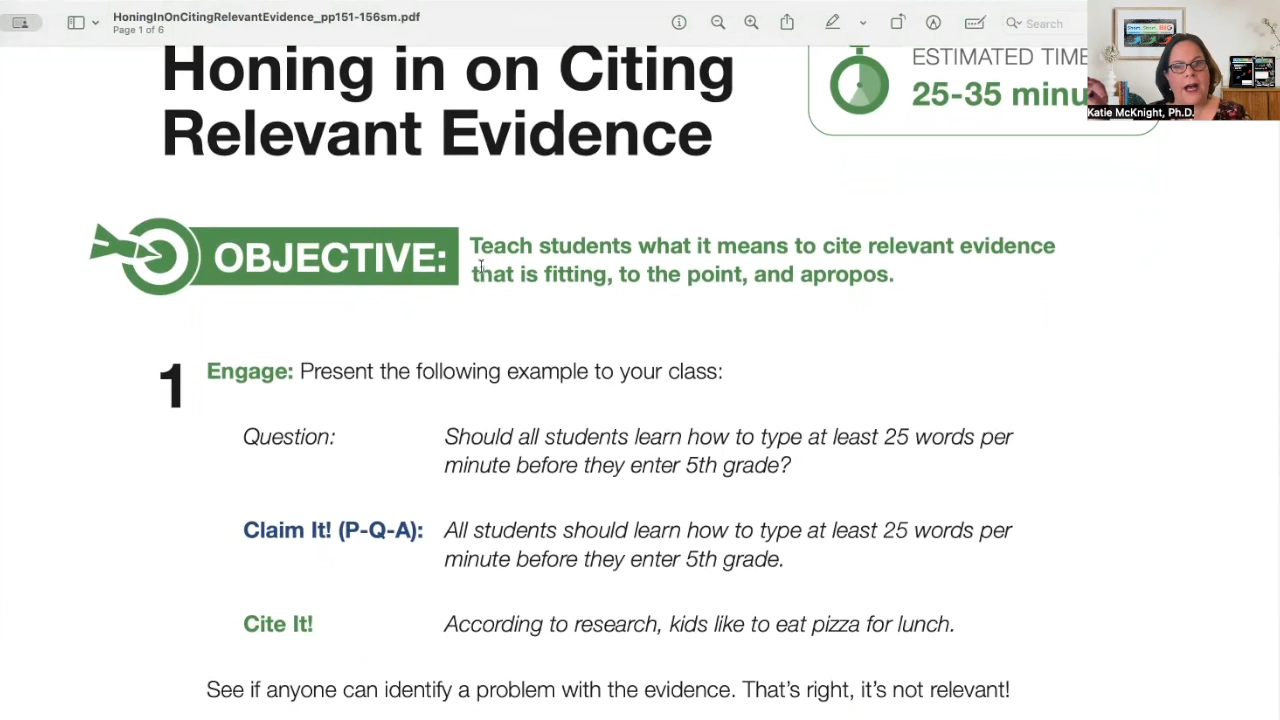 HoningInOnCitingRelevantEvidence_pp151-156sm.pdf
Page 1 of 6
Search
Honing in on Citing
Relevant Evidence
ESTIMATED TIME
25-35 minu
Katie McKnight, Ph.D.
OBJECTIVE:
Teach students what it means to cite relevant evidence
that is fitting, to the point, and apropos.
1
Engage: Present the following example to your class:
Question: Should all students learn how to type at least 25 words per
minute before they enter 5th grade?
Claim It! (P-Q-A): All students should learn how to type at least 25 words per
minute before they enter 5th grade.
Cite It! According to research, kids like to eat pizza for lunch.
See if anyone can identify a problem with the evidence. That's right, it's not relevant!